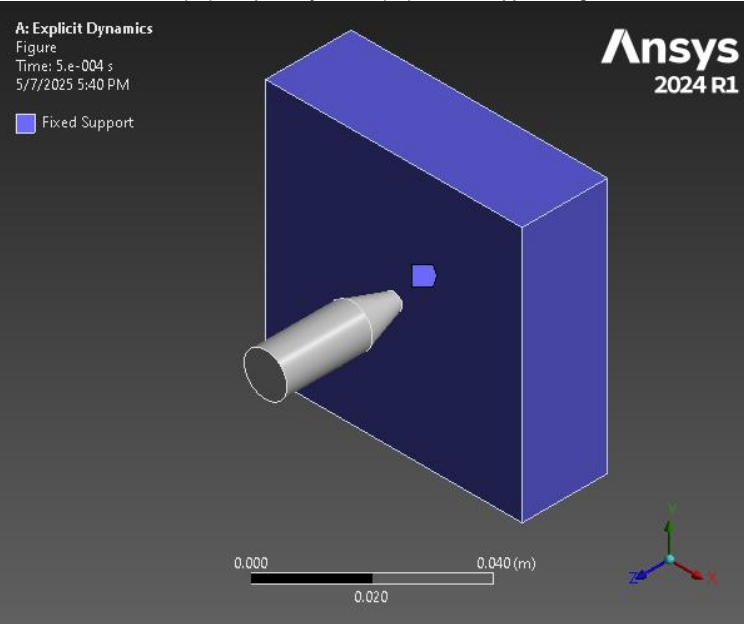 A: Explicit Dynamics
Figure
Time: 5.e-004 s
5/7/2025 5:40 PM
Fixed Support
Ansys
2024 R1
0.000
0.040 (m)
0.020
Y
Z
X